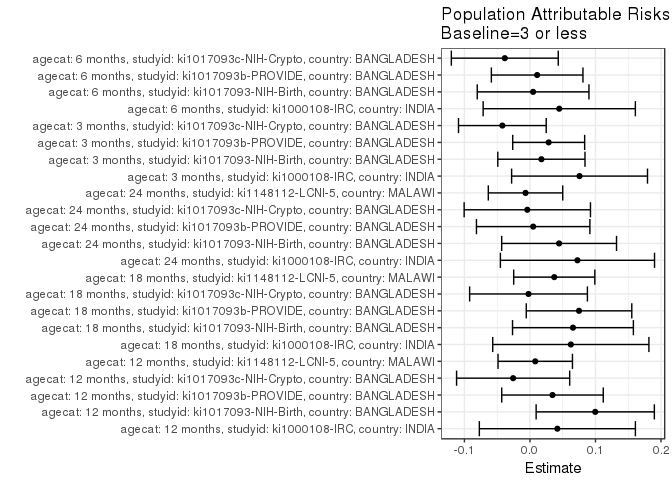 Population Attributable Risks
Baseline=3 or less
agecat: 6 months, studyid: ki1017093c-NIH-Crypto, country: BANGLADESH
agecat: 6 months, studyid: ki1017093b-PROVIDE, country: BANGLADESH
agecat: 6 months, studyid: ki1017093-NIH-Birth, country: BANGLADESH
agecat: 6 months, studyid: ki1000108-IRC, country: INDIA
agecat: 3 months, studyid: ki1017093c-NIH-Crypto, country: BANGLADESH
agecat: 3 months, studyid: ki1017093b-PROVIDE, country: BANGLADESH
agecat: 3 months, studyid: ki1017093-NIH-Birth, country: BANGLADESH
agecat: 3 months, studyid: ki1000108-IRC, country: INDIA
agecat: 24 months, studyid: ki1148112-LCNI-5, country: MALAWI
agecat: 24 months, studyid: ki1017093c-NIH-Crypto, country: BANGLADESH
agecat: 24 months, studyid: ki1017093b-PROVIDE, country: BANGLADESH
agecat: 24 months, studyid: ki1017093-NIH-Birth, country: BANGLADESH
agecat: 24 months, studyid: ki1000108-IRC, country: INDIA
agecat: 18 months, studyid: ki1148112-LCNI-5, country: MALAWI
agecat: 18 months, studyid: ki1017093c-NIH-Crypto, country: BANGLADESH
agecat: 18 months, studyid: ki1017093b-PROVIDE, country: BANGLADESH
agecat: 18 months, studyid: ki1017093-NIH-Birth, country: BANGLADESH
agecat: 18 months, studyid: ki1000108-IRC, country: INDIA
agecat: 12 months, studyid: ki1148112-LCNI-5, country: MALAWI
agecat: 12 months, studyid: ki1017093c-NIH-Crypto, country: BANGLADESH
agecat: 12 months, studyid: ki1017093b-PROVIDE, country: BANGLADESH
agecat: 12 months, studyid: ki1017093-NIH-Birth, country: BANGLADESH
agecat: 12 months, studyid: ki1000108-IRC, country: INDIA
-0.1 0.0 0.1 0.2
Estimate